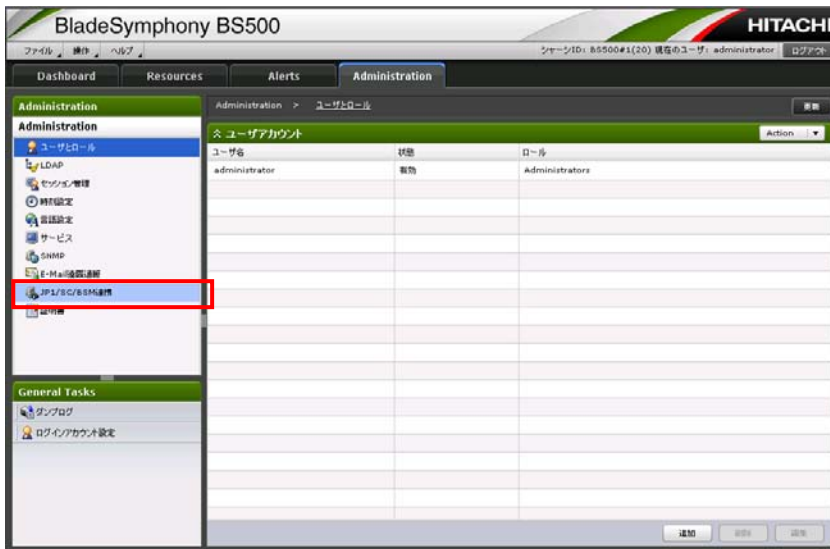 BladeSymphony BS500
HITACHI
ファイル 操作 ヘルプ
シャーシID: BS500#1(20) 現在のユーザ: administrator ログアウト
Dashboard Resources Alerts Administration
Administration
Administration > ユーザとロール
更新
Administration
ユーザアカウント
Action
ユーザとロール
ユーザ名 状態 ロール
LDAP
administrator 有効 Administrators
セッション管理
時刻設定
言語設定
サービス
SNMP
E-Mail装置通報
JP1/SC/BSM連携
証明書
General Tasks
ダンプログ
ログインアカウント設定
追加 削除 編集